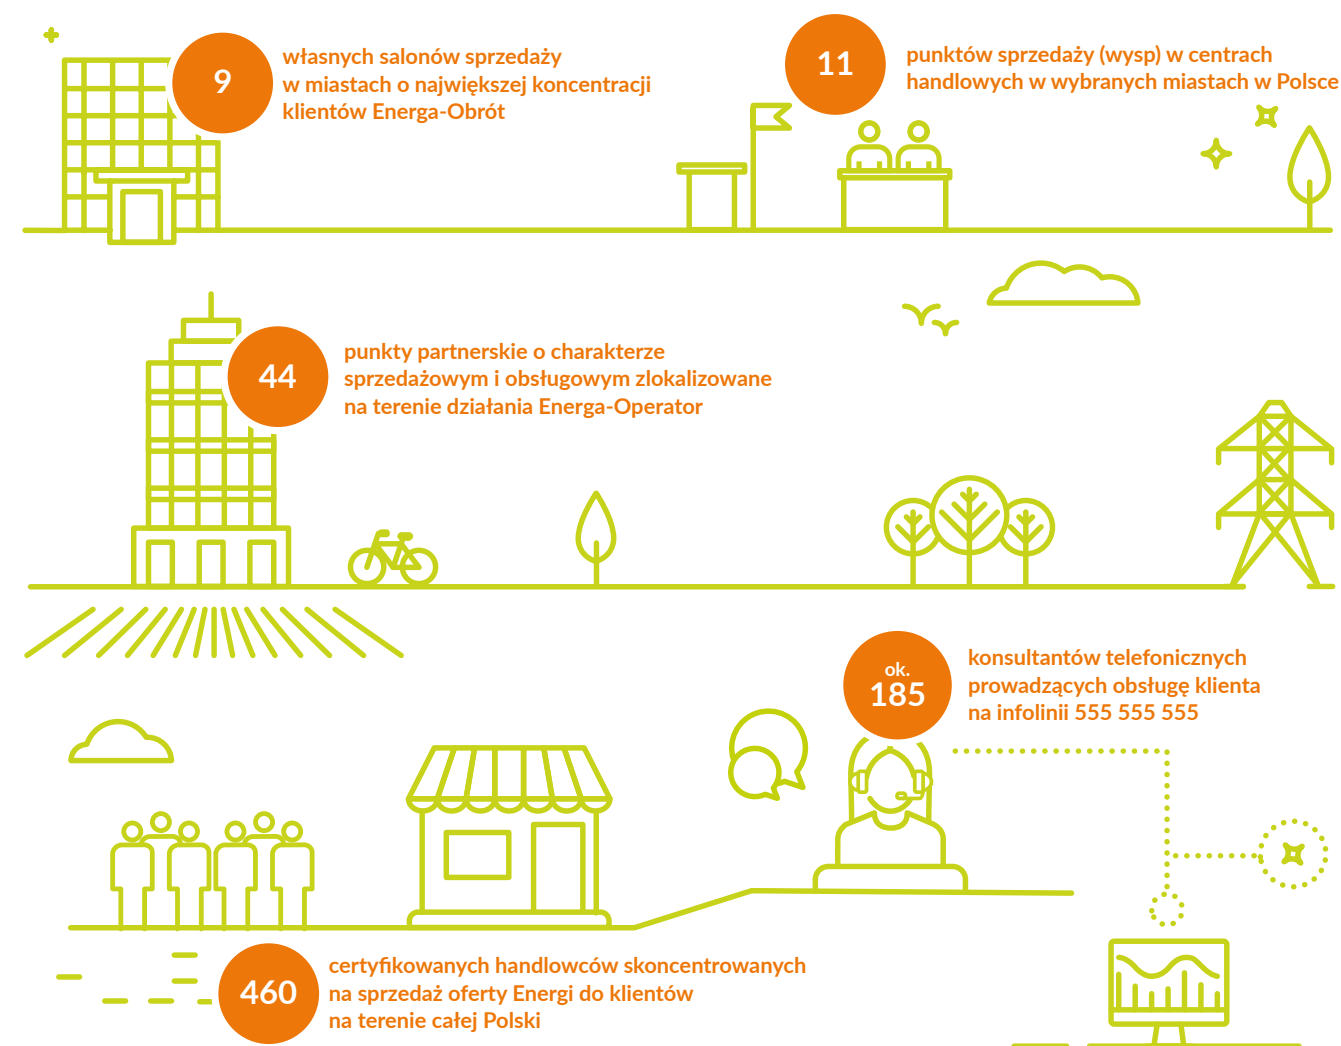 9
własnych salonów sprzedaży
w miastach o największej koncentracji
klientów Energa-Obrót
11
punktów sprzedaży (wysp) w centrach
handlowych w wybranych miastach w Polsce
44
punkty partnerskie o charakterze
sprzedażowym i obsługowym zlokalizowane
na terenie działania Energa-Operator
ok.
185
konsultantów telefonicznych
prowadzących obsługę klienta
na infolinii 555 555 555
460
certyfikowanych handlowców skoncentrowanych
na sprzedaż oferty Energi do klientów
na terenie całej Polski